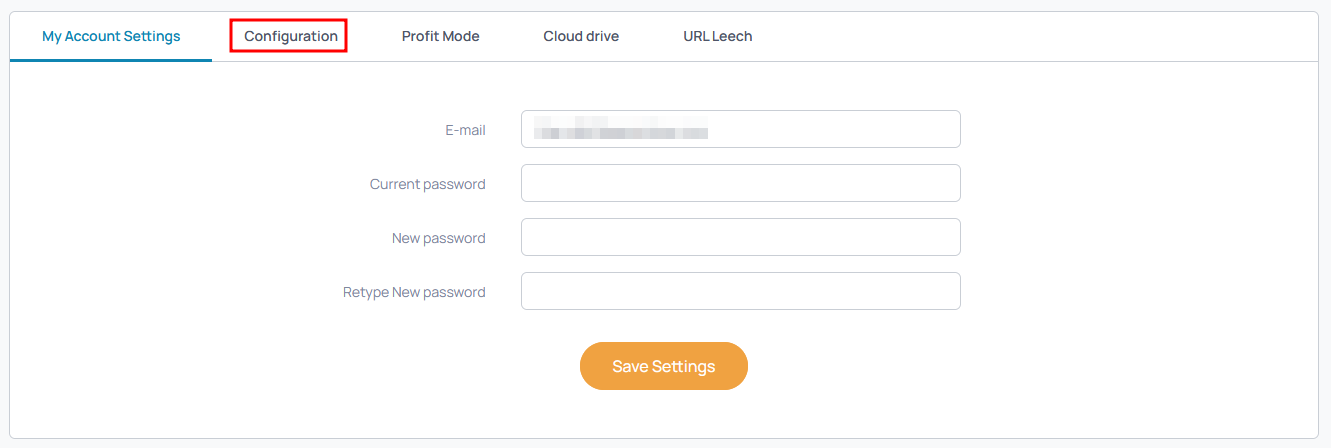 My Account Settings Configuration Profit Mode Cloud drive URL Leech
E-mail
Current password
New password
Retype New password
Save Settings